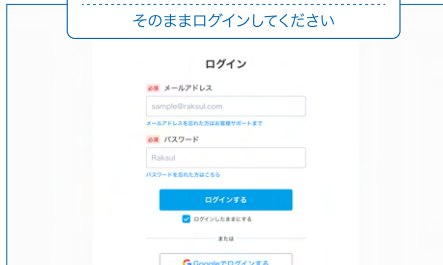 そのままログインしてください
ログイン
必須 メールアドレス
sample@raksul.com
メールアドレスを忘れた方はお客様サポートまで
必須 パスワード
Raksul
パスワードを忘れた方はこちら
ログインする
ログインしたままにする
または
Googleでログインする